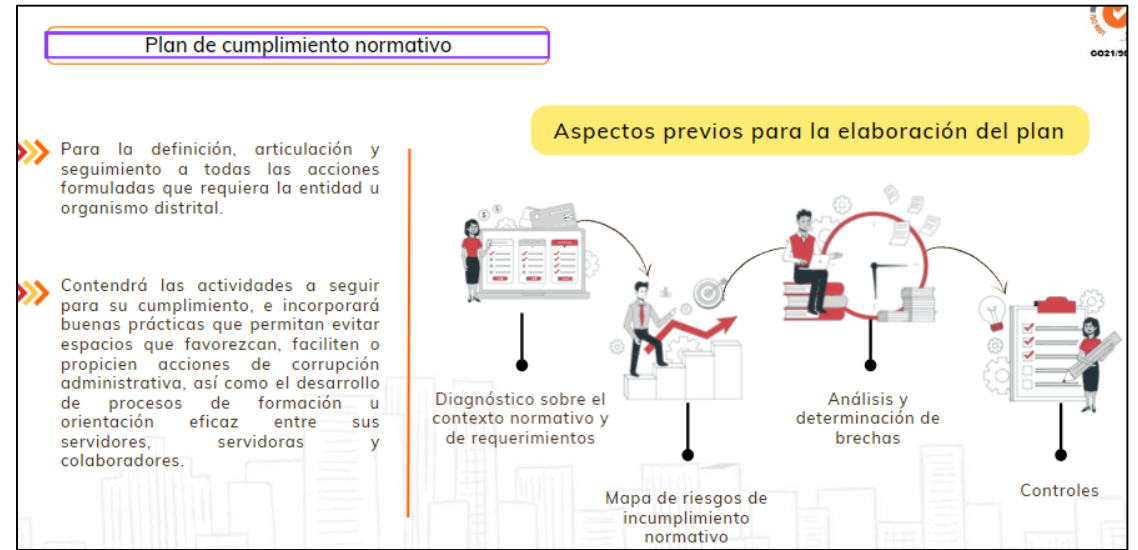 Plan de cumplimiento normativo
ISO 9001
CO21/96
Aspectos previos para la elaboración del plan
Para la definición, articulación y
seguimiento a todas las acciones
formuladas que requiera la entidad u
organismo distrital.
Contendrá las actividades a seguir
para su cumplimiento, e incorporará
buenas prácticas que permitan evitar
espacios que favorezcan, faciliten o
propicien acciones de corrupción
administrativa, así como el desarrollo
de procesos de formación u
orientación eficaz entre sus
servidores, servidoras y
colaboradores.
Diagnóstico sobre el
contexto normativo y
de requerimientos
Mapa de riesgos de
incumplimiento
normativo
Análisis y
determinación de
brechas
Controles